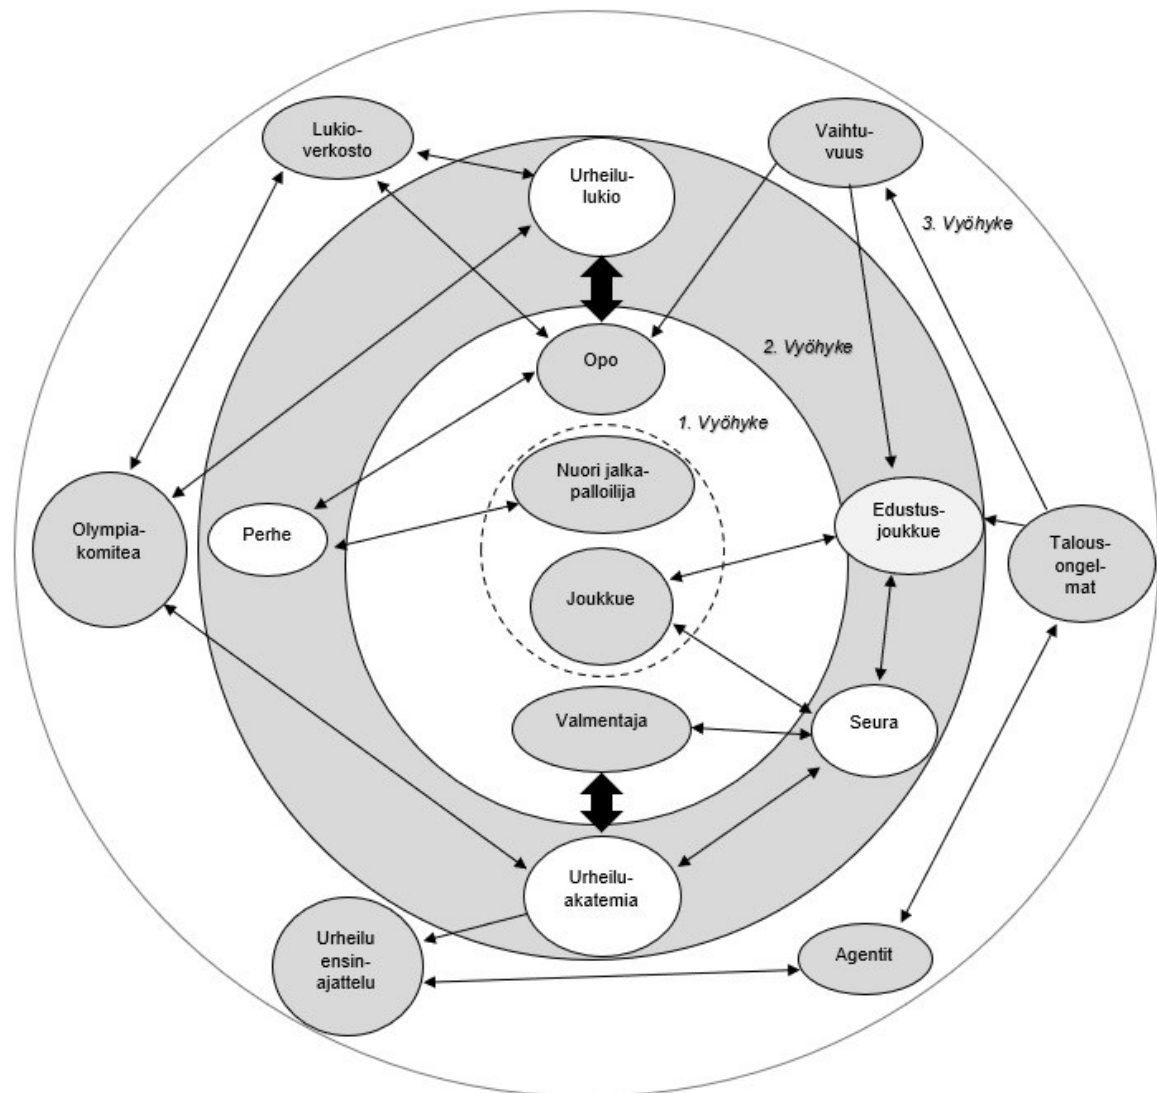 Lukio-
verkosto
Vaihtu-
vuus
Urheilu-
lukio
3. Vyöhyke
2. Vyöhyke
Opo
1. Vyöhyke
Nuori jalka-
palloilija
Olympia-
komitea
Perhe
Edustus-
joukkue
Talous-
ongel-
mat
Joukkue
Valmentaja
Seura
Urheilu-
akatemia
Urheilu
ensin-
ajattelu
Agentit